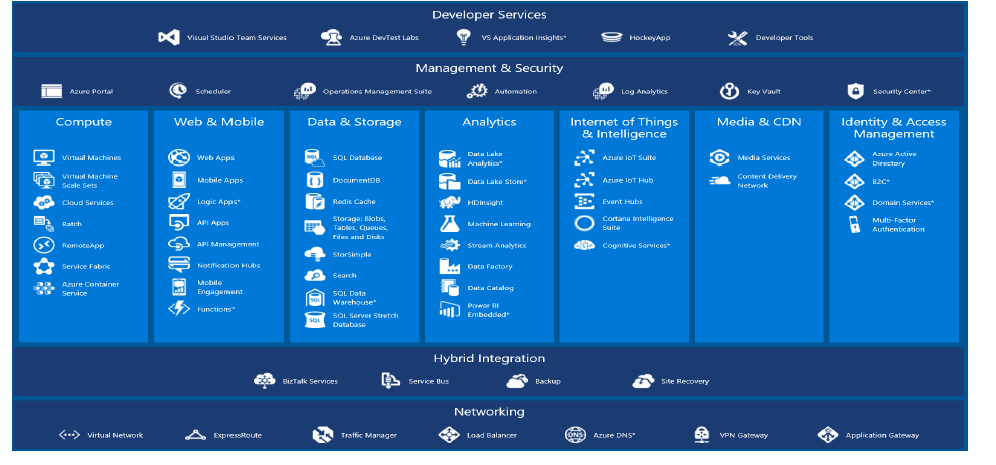 Developer Services
Visual Studio Team Services
Azure DevTest Labs
VS Application Insights*
HockeyApp
Developer Tools
Management & Security
Azure Portal
Scheduler
Operations Management Suite
Automation
Log Analytics
Key Vault
Security Center*
Compute
Virtual Machines
Virtual Machine
Scale Sets
Cloud Services
Batch
RemoteApp
Service Fabric
Azure Container
Service
Web & Mobile
Web Apps
Mobile Apps
Logic Apps*
API Apps
API Management
Notification Hubs
Mobile
Engagement
Functions*
Data & Storage
SQL
SQL Database
DocumentDB
Redis Cache
Storage: Blobs,
Tables, Queues,
Files and Disks
StorSimple
Search
SQL
SQL Data
Warehouse*
SQL
SQL Server Stretch
Database
Analytics
Data Lake
Analytics*
Data Lake Store*
HDInsight
Machine Learning
Stream Analytics
Data Factory
Data Catalog
Power BI
Embedded*
Internet of Things
& Intelligence
Azure IoT Suite
Azure IoT Hub
Event Hubs
Cortana Intelligence
Suite
Cognitive Services*
Media & CDN
Media Services
Content Delivery
Network
Identity & Access
Management
Azure Active
Directory
B2C*
Domain Services*
Multi-Factor
Authentication
Hybrid Integration
BizTalk Services
Service Bus
Backup
Site Recovery
Networking
Virtual Network
ExpressRoute
Traffic Manager
Load Balancer
DNS
Azure DNS*
VPN Gateway
Application Gateway